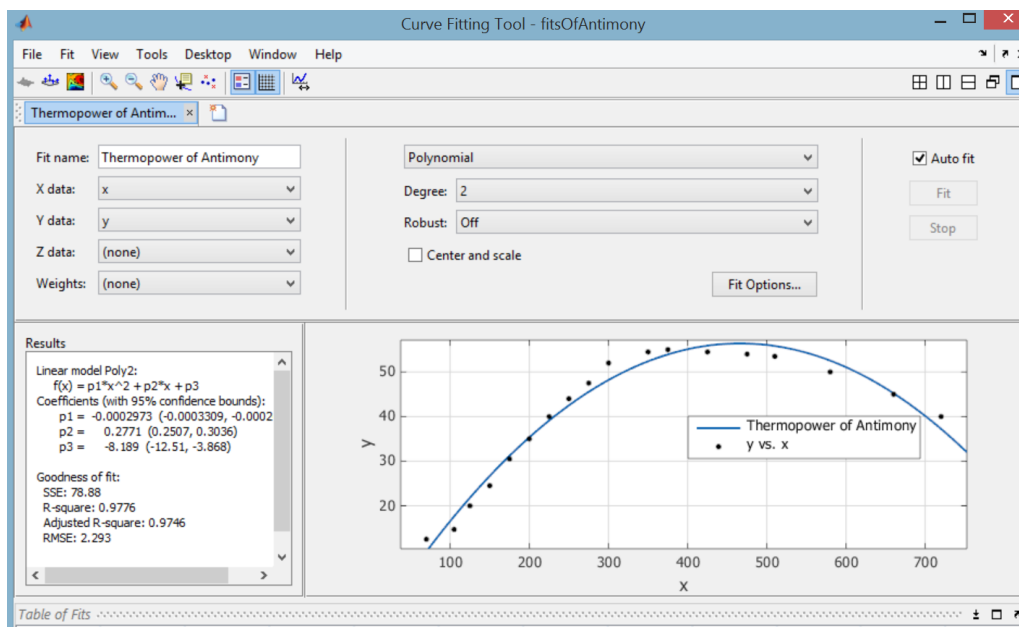 Curve Fitting Tool - fitsOfAntimony
File Fit View Tools Desktop Window Help
Thermopower of Antim...
Fit name: Thermopower of Antimony
X data: x
Y data: y
Z data: (none)
Weights: (none)
Polynomial
Degree: 2
Robust: Off
Center and scale
Fit Options...
Auto fit
Fit
Stop
Results
Linear model Poly2:
f(x) = p1*x^2 + p2*x + p3
Coefficients (with 95% confidence bounds):
p1 = -0.0002973 (-0.0003309, -0.0002
p2 = 0.2771 (0.2507, 0.3036)
p3 = -8.189 (-12.51, -3.868)
Goodness of fit:
SSE: 78.88
R-square: 0.9776
Adjusted R-square: 0.9746
RMSE: 2.293
50
40
30
20
y
Thermopower of Antimony
y vs. x
100 200 300 400 500 600 700
x
Table of Fits